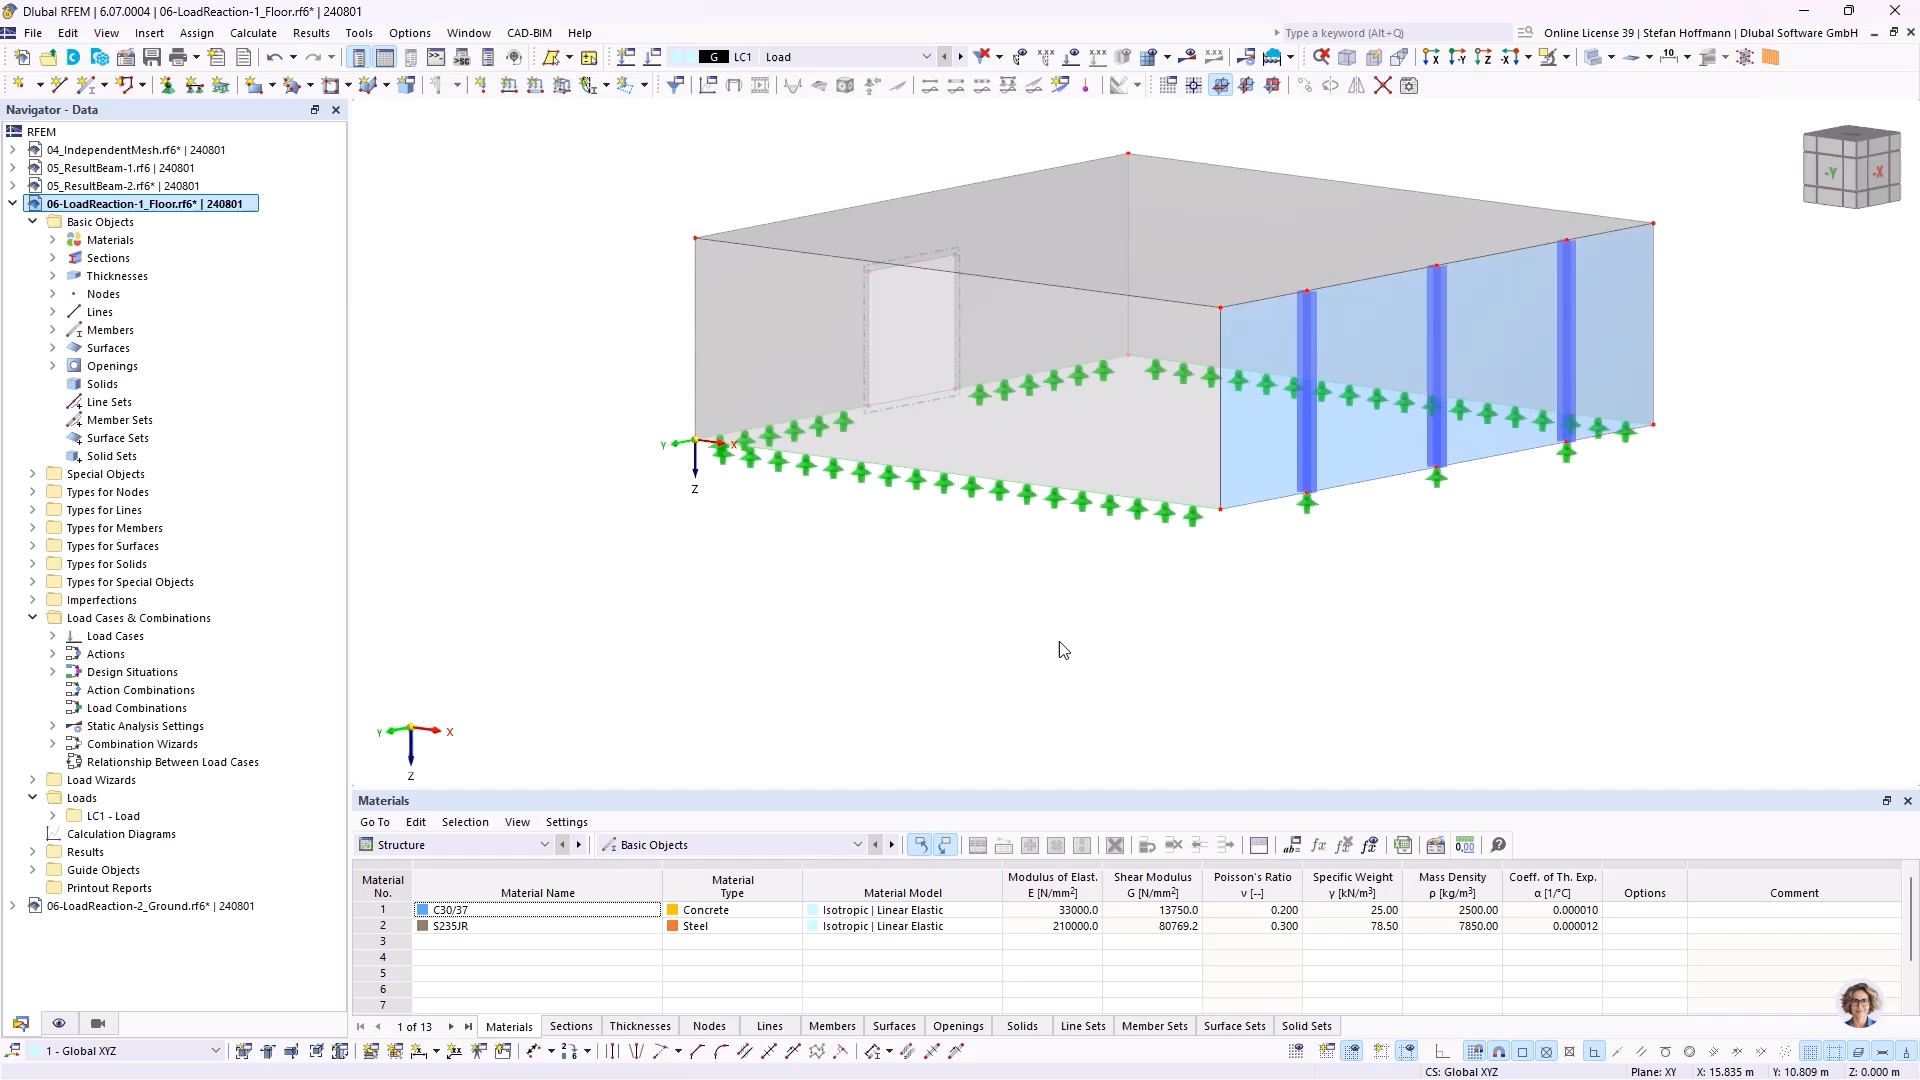 Dlubal RFEM | 6.07.0004 | 06-LoadReaction-1_Floor.rf6* | 240801
File Edit View Insert Assign Calculate Results Tools Options Window CAD-BIM Help
Type a keyword (Alt+Q)
Online License 39 | Stefan Hoffmann | Dlubal Software GmbH
G LC1 Load
Navigator - Data
RFEM
04_IndependentMesh.rf6* | 240801
05_ResultBeam-1.rf6 | 240801
05_ResultBeam-2.rf6* | 240801
06-LoadReaction-1_Floor.rf6* | 240801
Basic Objects
Materials
Sections
Thicknesses
Nodes
Lines
Members
Surfaces
Openings
Solids
Line Sets
Member Sets
Surface Sets
Solid Sets
Special Objects
Types for Nodes
Types for Lines
Types for Members
Types for Surfaces
Types for Solids
Types for Special Objects
Imperfections
Load Cases & Combinations
Load Cases
Actions
Design Situations
Action Combinations
Load Combinations
Static Analysis Settings
Combination Wizards
Relationship Between Load Cases
Load Wizards
Loads
LC1 - Load
Calculation Diagrams
Results
Guide Objects
Printout Reports
06-LoadReaction-2_Ground.rf6* | 240801
-Y -X
Y X
Z
Y X
Z
Materials
Go To Edit Selection View Settings
Structure Basic Objects
Material No. Material Name Material Type Material Model Modulus of Elast. E [N/mm²] Shear Modulus G [N/mm²] Poisson's Ratio ν [--] Specific Weight γ [kN/m³] Mass Density ρ [kg/m³] Coeff. of Th. Exp. α [1/°C] Options Comment
1 C30/37 Concrete Isotropic | Linear Elastic 33000.0 13750.0 0.200 25.00 2500.00 0.000010
2 S235JR Steel Isotropic | Linear Elastic 210000.0 80769.2 0.300 78.50 7850.00 0.000012
3
4
5
6
7
1 of 13 Materials Sections Thicknesses Nodes Lines Members Surfaces Openings Solids Line Sets Member Sets Surface Sets Solid Sets
1 - Global XYZ
CS: Global XYZ Plane: XY X: 15.835 m Y: 10.809 m Z: 0.000 m